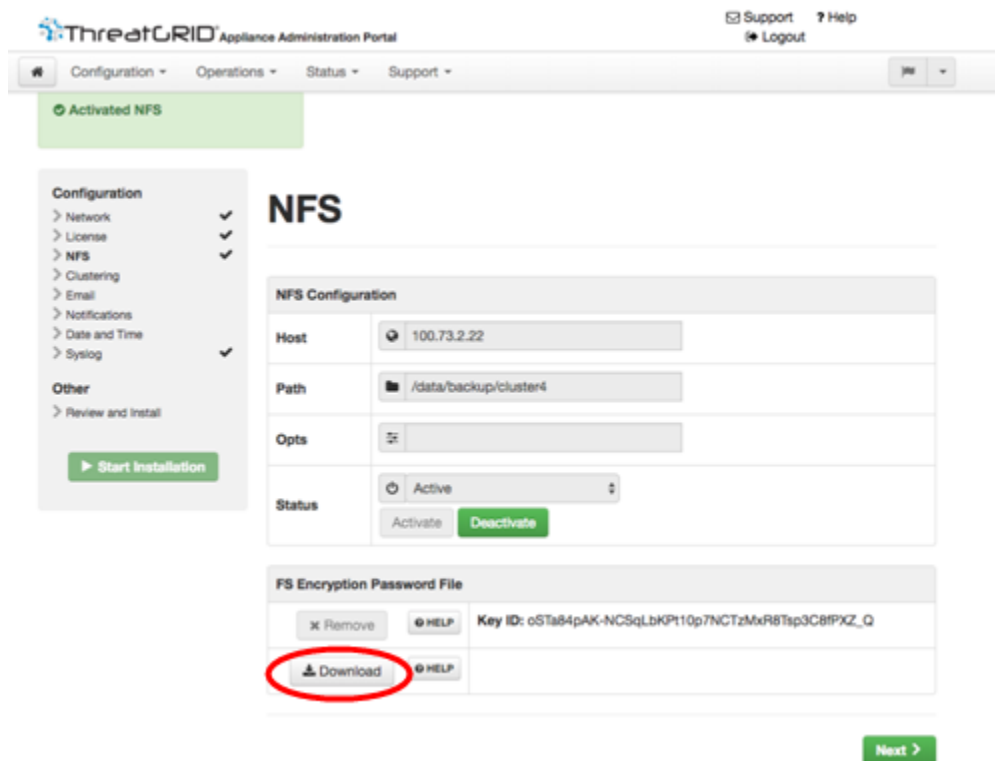 ThreatGRID Appliance Administration Portal
Support ? Help
Logout
Configuration Operations Status Support
Activated NFS
Configuration
Network
License
NFS
Clustering
Email
Notifications
Date and Time
Syslog
Other
Review and Install
Start Installation
NFS
NFS Configuration
Host 100.73.2.22
Path /data/backup/cluster4
Opts
Status Active
Activate Deactivate
FS Encryption Password File
Remove HELP Key ID: oSTa84pAK-NCSqLbKPt10p7NCTzMxR8Tsp3C8fPXZ_Q
Download HELP
Next